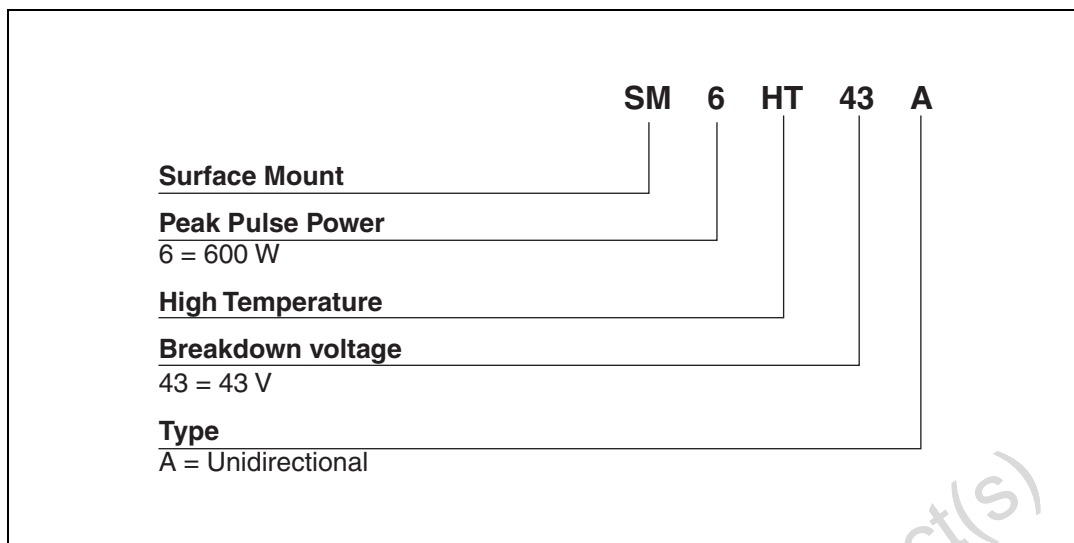 SM 6 HT 43 A
Surface Mount
Peak Pulse Power
6 = 600 W
High Temperature
Breakdown voltage
43 = 43 V
Type
A = Unidirectional
ct(s)